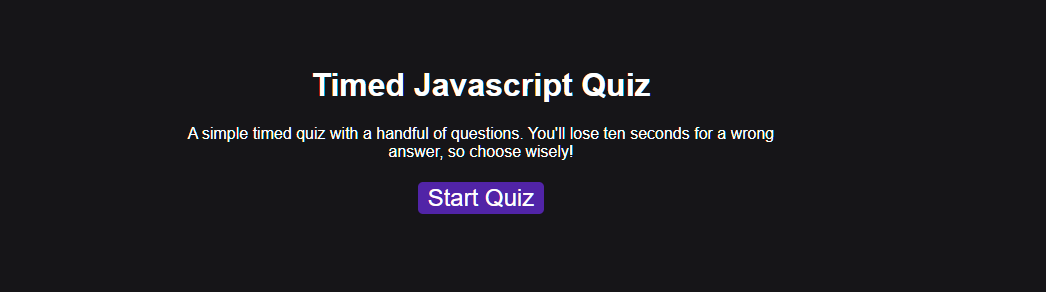 Timed Javascript Quiz
A simple timed quiz with a handful of questions. You'll lose ten seconds for a wrong
answer, so choose wisely!
Start Quiz